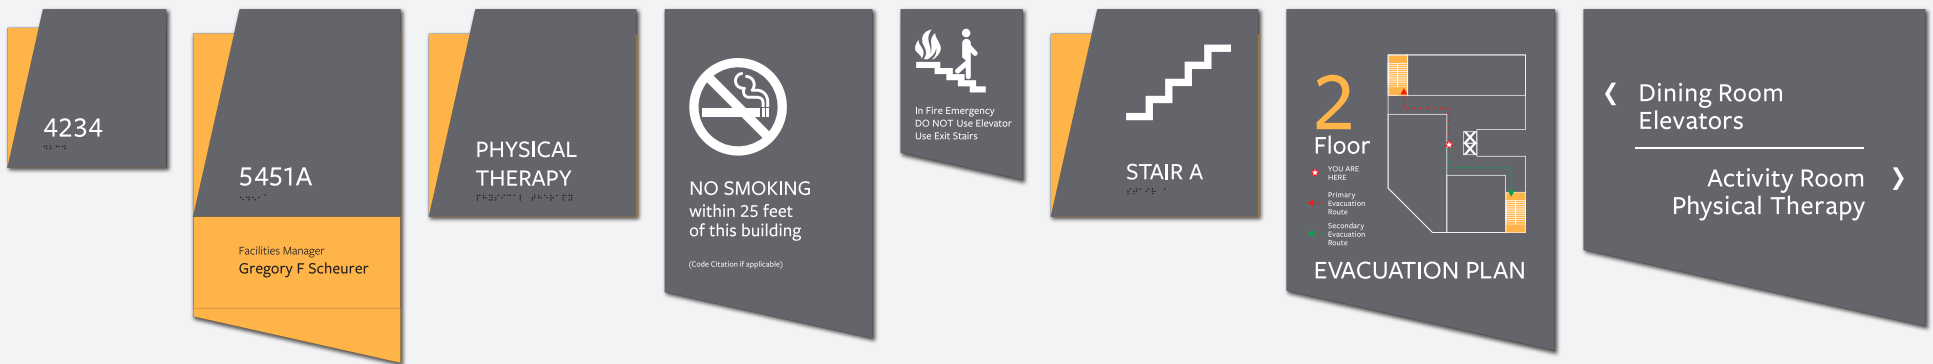 4234
5451A
Facilities Manager
Gregory F Scheurer
PHYSICAL
THERAPY
NO SMOKING
within 25 feet
of this building
(Code Citation if applicable)
In Fire Emergency
DO NOT Use Elevator
Use Exit Stairs
STAIR A
2
Floor
YOU ARE
HERE
Primary
Evacuation
Route
Secondary
Evacuation
Route
EVACUATION PLAN
Dining Room
Elevators
Activity Room
Physical Therapy